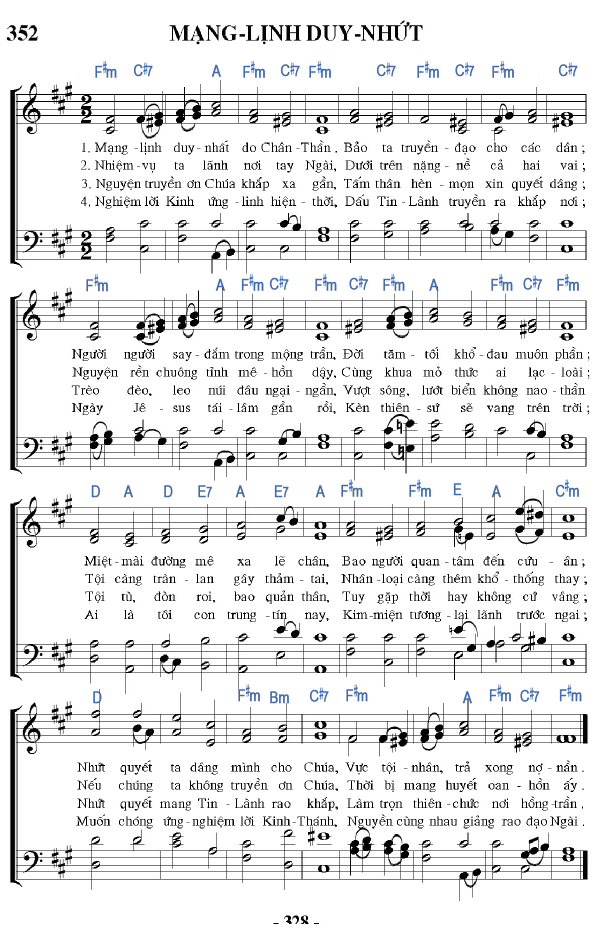 352 MẠNG-LỊNH DUY-NHỨT
F#m C#7 A F#m C#7 F#m C#7 F#m C#7 F#m C#7
1. Mạng-lịnh duy-nhất do Chân-Thần, Bảo ta truyền-đạo cho các dân;
2. Nhiệm-vụ ta lãnh nơi tay Ngài, Dưới trên nặng-nề cả hai vai;
3. Nguyện truyền ơn Chúa khắp xa gần, Tấm thân hèn-mọn xin quyết dâng;
4. Nghiệm lời Kinh ứng-linh hiện-thời, Dấu Tin-Lành truyền ra khắp nơi;
F#m A F#m C#7 F#m C#7 F#m A F#m C#7
Người người say-đắm trong mộng trần, Đời tăm-tối khổ-đau muôn phần;
Nguyện rền chuông tỉnh mê-hồn dậy, Cùng khua mõ thức ai lạc-loài;
Trèo đèo, leo núi đâu ngại-ngần, Vượt sông, lướt biển không nao-thần
Ngày Jê-sus tái-lâm gần rồi, Kèn thiên-sứ sẽ vang trên trời;
D A D E7 A E7 A F#m F#m E A C#m
Miệt-mài đường mê xa lẽ chân, Bao người quan-tâm đến cứu-ân;
Tội càng tràn-lan gây thảm-tai, Nhân-loại càng thêm khổ-thống thay;
Tội tù, đòn roi, bao quản thân, Tuy gặp thời hay không cứ vâng;
Ai là tôi con trung-tín nay, Kim-miện tương-lai lãnh trước ngai;
D F#m Bm C#7 F#m A F#m C#7 F#m
Nhứt quyết ta dâng mình cho Chúa, Vực tội-nhân, trả xong nợ-nần.
Nếu chúng ta không truyền ơn Chúa, Thời bị mang huyết oan-hồn ấy.
Nhứt quyết mang Tin-Lành rao khắp, Làm trọn thiên-chức nơi hồng-trần,
Muốn chóng ứng-nghiệm lời Kinh-Thánh, Nguyền cùng nhau giảng rao đạo Ngài.
- 328 -